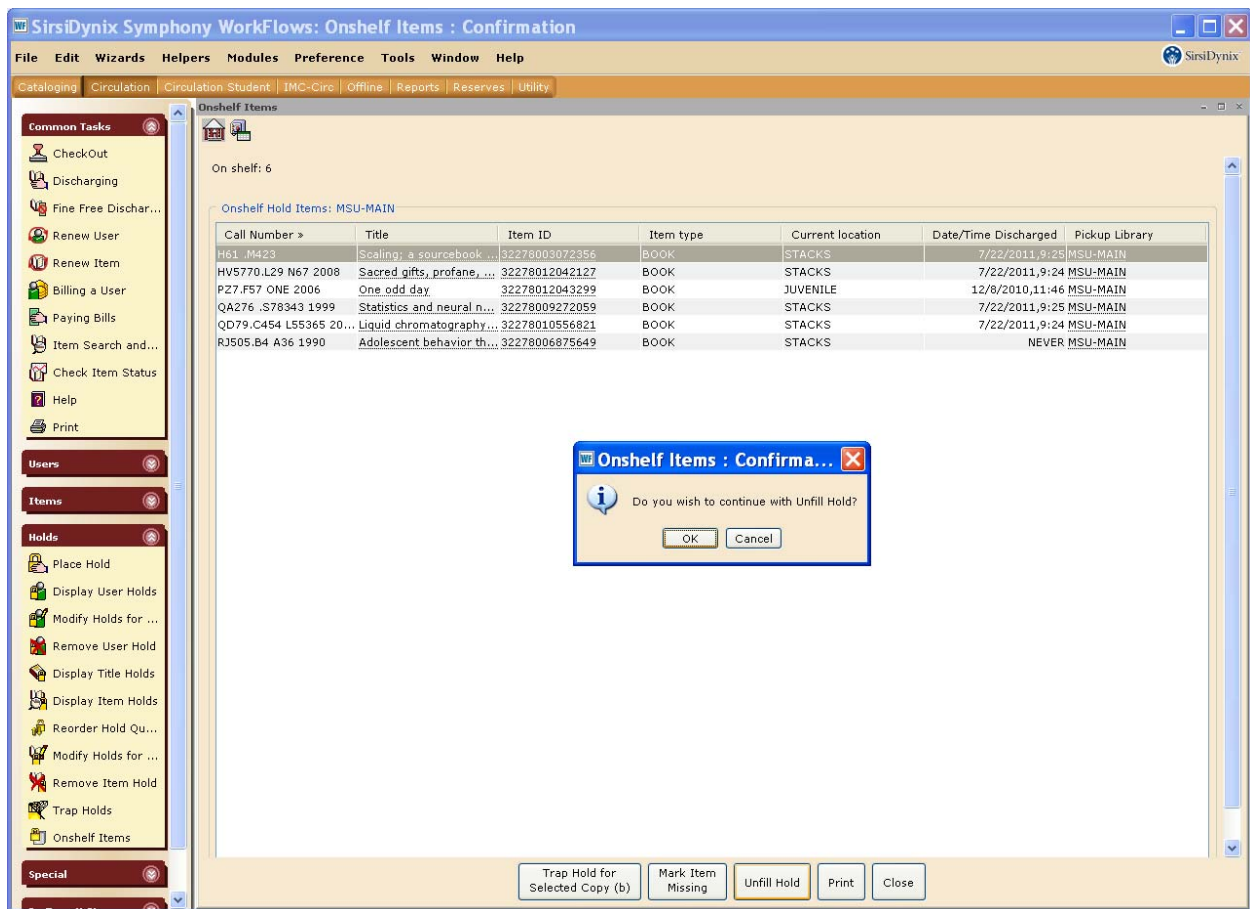 SirsiDynix Symphony WorkFlows: Onshelf Items : Confirmation
File Edit Wizards Helpers Modules Preference Tools Window Help
SirsiDynix
Cataloging Circulation Circulation Student IMC-Circ Offline Reports Reserves Utility
Onshelf Items
Common Tasks
CheckOut
Discharging
Fine Free Dischar...
Renew User
Renew Item
Billing a User
Paying Bills
Item Search and...
Check Item Status
Help
Print
Users
Items
Holds
Place Hold
Display User Holds
Modify Holds for ...
Remove User Hold
Display Title Holds
Display Item Holds
Reorder Hold Qu...
Modify Holds for ...
Remove Item Hold
Trap Holds
Onshelf Items
Special
On shelf: 6
Onshelf Hold Items: MSU-MAIN
Call Number » Title Item ID Item type Current location Date/Time Discharged Pickup Library
H61 .M423 Scaling; a sourcebook ... 32278003072356 BOOK STACKS 7/22/2011,9:25 MSU-MAIN
HV5770.L29 N67 2008 Sacred gifts, profane, ... 32278012042127 BOOK STACKS 7/22/2011,9:24 MSU-MAIN
PZ7.F57 ONE 2006 One odd day 32278012043299 BOOK JUVENILE 12/8/2010,11:46 MSU-MAIN
QA276 .S78343 1999 Statistics and neural n... 32278009272059 BOOK STACKS 7/22/2011,9:25 MSU-MAIN
QD79.C454 L55365 20... Liquid chromatography... 32278010556821 BOOK STACKS 7/22/2011,9:24 MSU-MAIN
RJ505.B4 A36 1990 Adolescent behavior th... 32278006875649 BOOK STACKS NEVER MSU-MAIN
Onshelf Items : Confirma...
Do you wish to continue with Unfill Hold?
OK Cancel
Trap Hold for
Selected Copy (b)
Mark Item
Missing
Unfill Hold Print Close